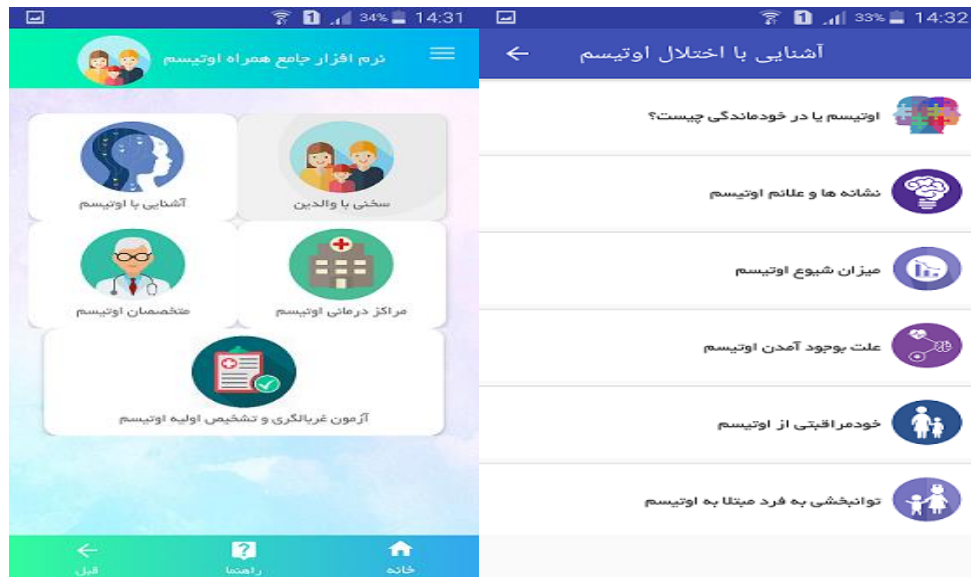 34% 14:31
نرم افزار جامع همراه اوتیسم
سخنی با والدین
آشنایی با اوتیسم
مراکز درمانی اوتیسم
متخصصان اوتیسم
آزمون غربالگری و تشخیص اولیه اوتیسم
خانه
راهنما
قبل
33% 14:32
آشنایی با اختلال اوتیسم
اوتیسم یا در خودماندگی چیست؟
نشانه ها و علائم اوتیسم
میزان شیوع اوتیسم
علت بوجود آمدن اوتیسم
خودمراقبتی از اوتیسم
توانبخشی به فرد مبتلا به اوتیسم